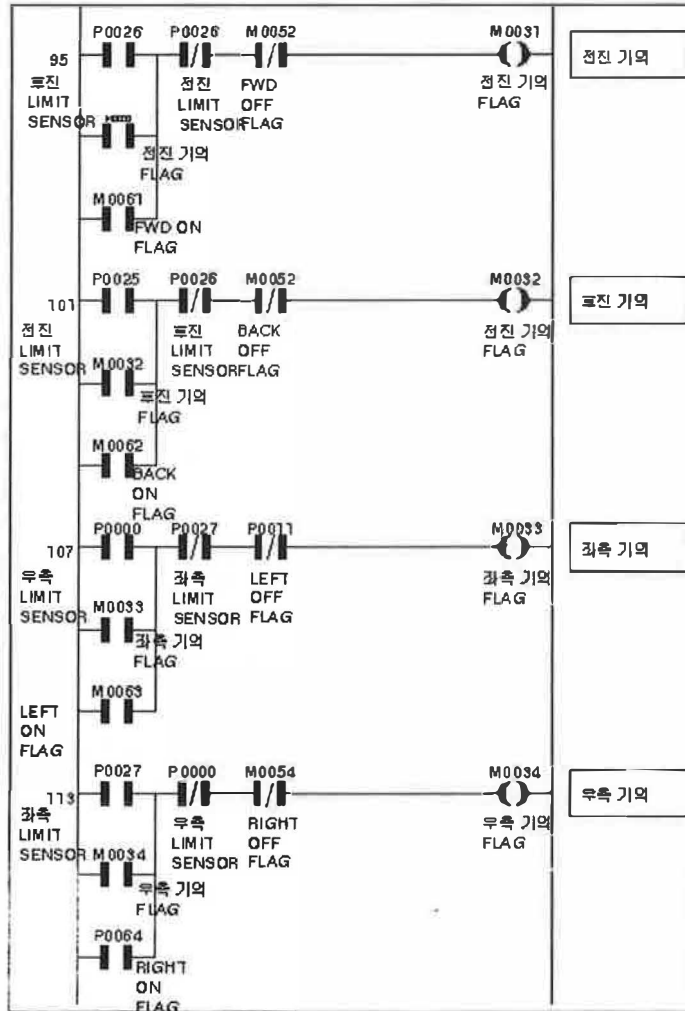 P0026 P0026 M0052 M0031
95
후진 LIMIT SENSOR
전진 LIMIT SENSOR
FWD OFF FLAG
전진 기억 FLAG
전진 기억
전진 기억 FLAG
M0061
FWD ON FLAG
P0025 P0026 M0052 M0032
101
전진 LIMIT SENSOR
후진 LIMIT SENSOR
BACK OFF FLAG
전진 기억 FLAG
후진 기억
M0032
후진 기억 FLAG
M0062
BACK ON FLAG
P0000 P0027 P0011 M0033
107
우측 LIMIT SENSOR
좌측 LIMIT SENSOR
LEFT OFF FLAG
좌측 기억 FLAG
좌측 기억
M0033
좌측 기억 FLAG
M0063
LEFT ON FLAG
P0027 P0000 M0054 M0034
113
좌측 LIMIT SENSOR
우측 LIMIT SENSOR
RIGHT OFF FLAG
우측 기억 FLAG
우측 기억
M0034
우측 기억 FLAG
P0064
RIGHT ON FLAG